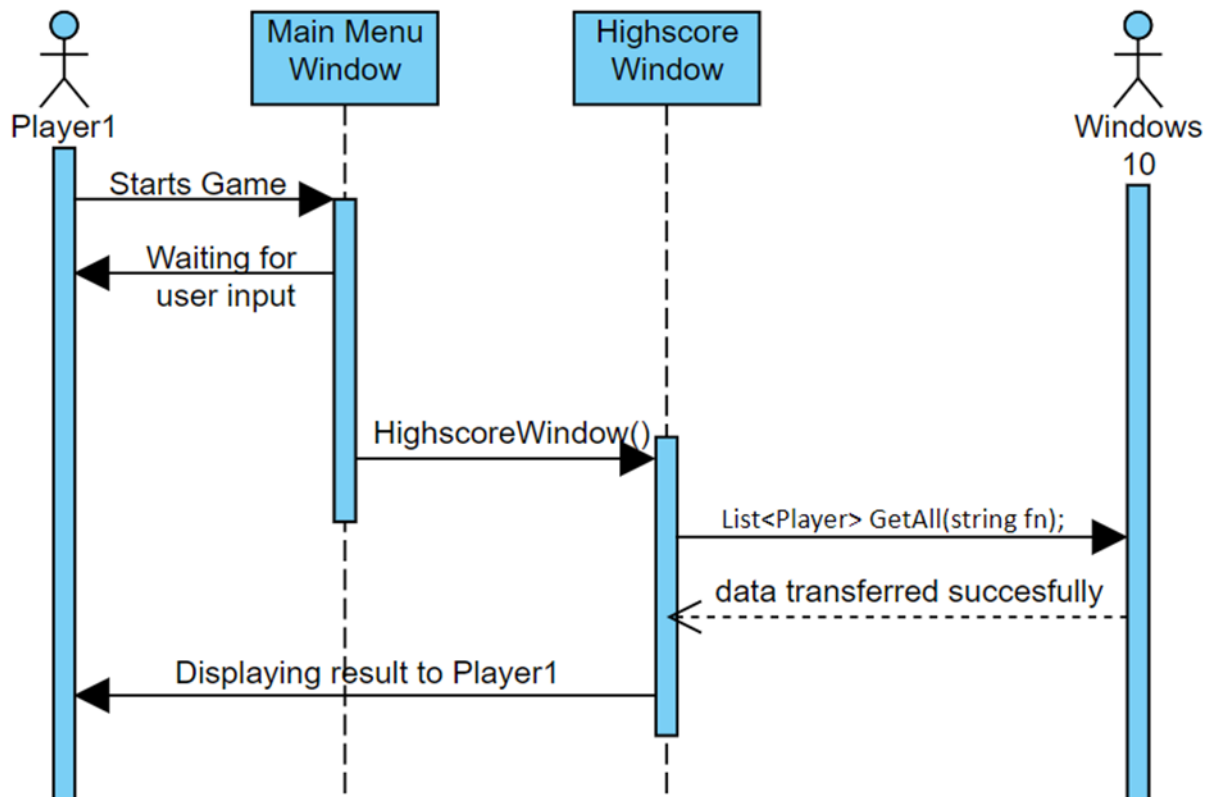 Main Menu
Window
Highscore
Window
Player1
Windows
10
Starts Game
Waiting for
user input
HighscoreWindow()
List<Player> GetAll(string fn);
data transferred succesfully
Displaying result to Player1